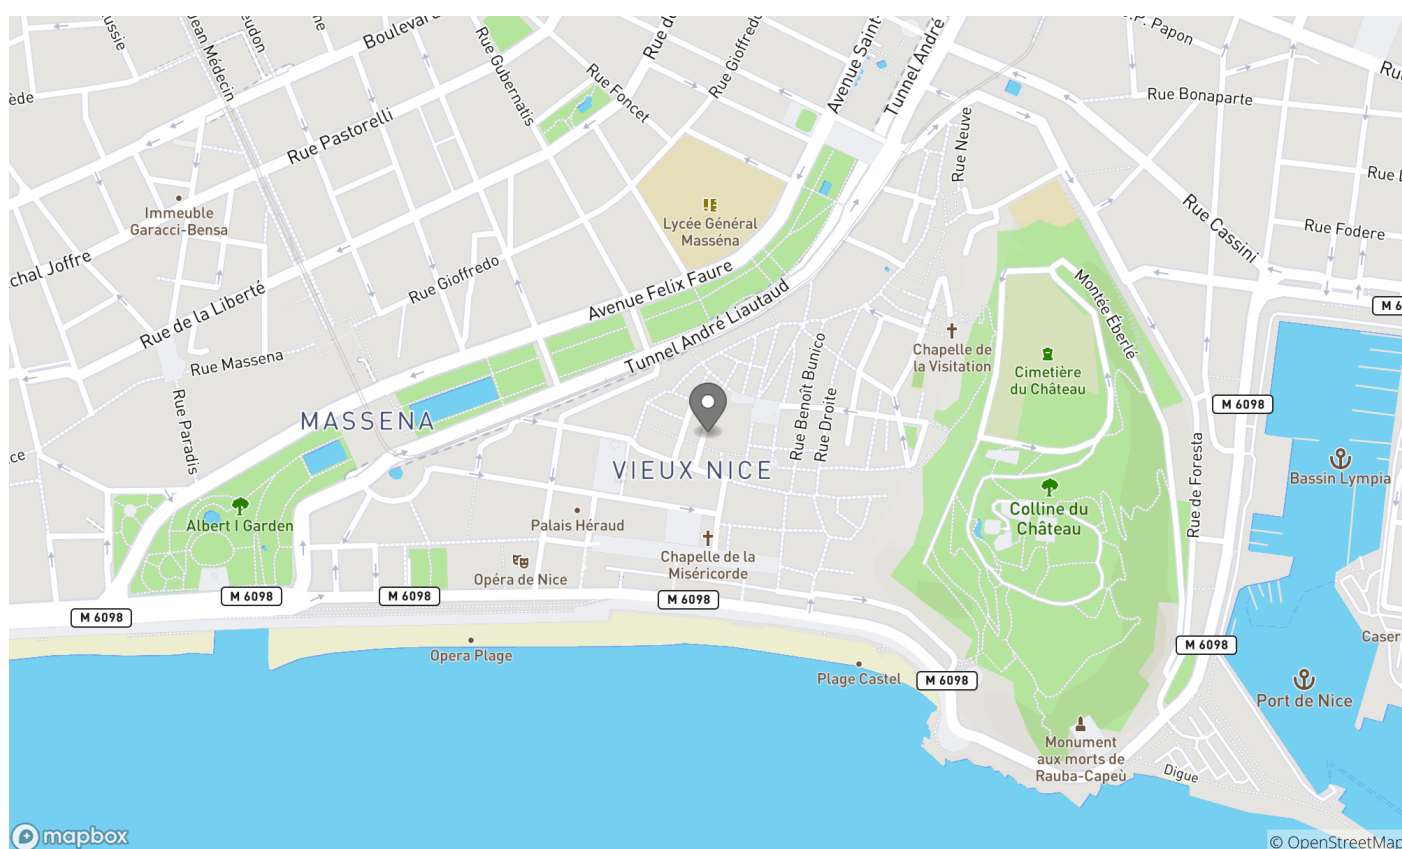 Boulevard
Rue Gubernatis
Rue Foncet
Rue Gioffredo
Avenue Saint-
Tunnel André
P. Papon
Rue Bonaparte
Rue Neuve
Jean Médecin
Rue Pastorelli
Immeuble
Garacci-Bensa
Lycée Général
Masséna
Rue Cassini
Rue Fodere
chal Joffre
Rue de la Liberté
Rue Gioffredo
Avenue Felix Faure
Tunnel André Liautaud
Montée Éberlé
M 6
Rue Massena
Rue Paradis
Chapelle de
la Visitation
Cimetière
du Château
Rue Benoît Bunico
Rue Droite
MASSENA
M 6098
VIEUX NICE
Rue de Foresta
Bassin Lympia
Albert I Garden
Palais Héraud
Colline du
Château
Opéra de Nice
Chapelle de la
Miséricorde
M 6098
M 6098
M 6098
M 6098
Opera Plage
Plage Castel
M 6098
M 6098
Caser
Port de Nice
Monument
aux morts de
Rauba-Capeù
Digue
mapbox
© OpenStreetMap